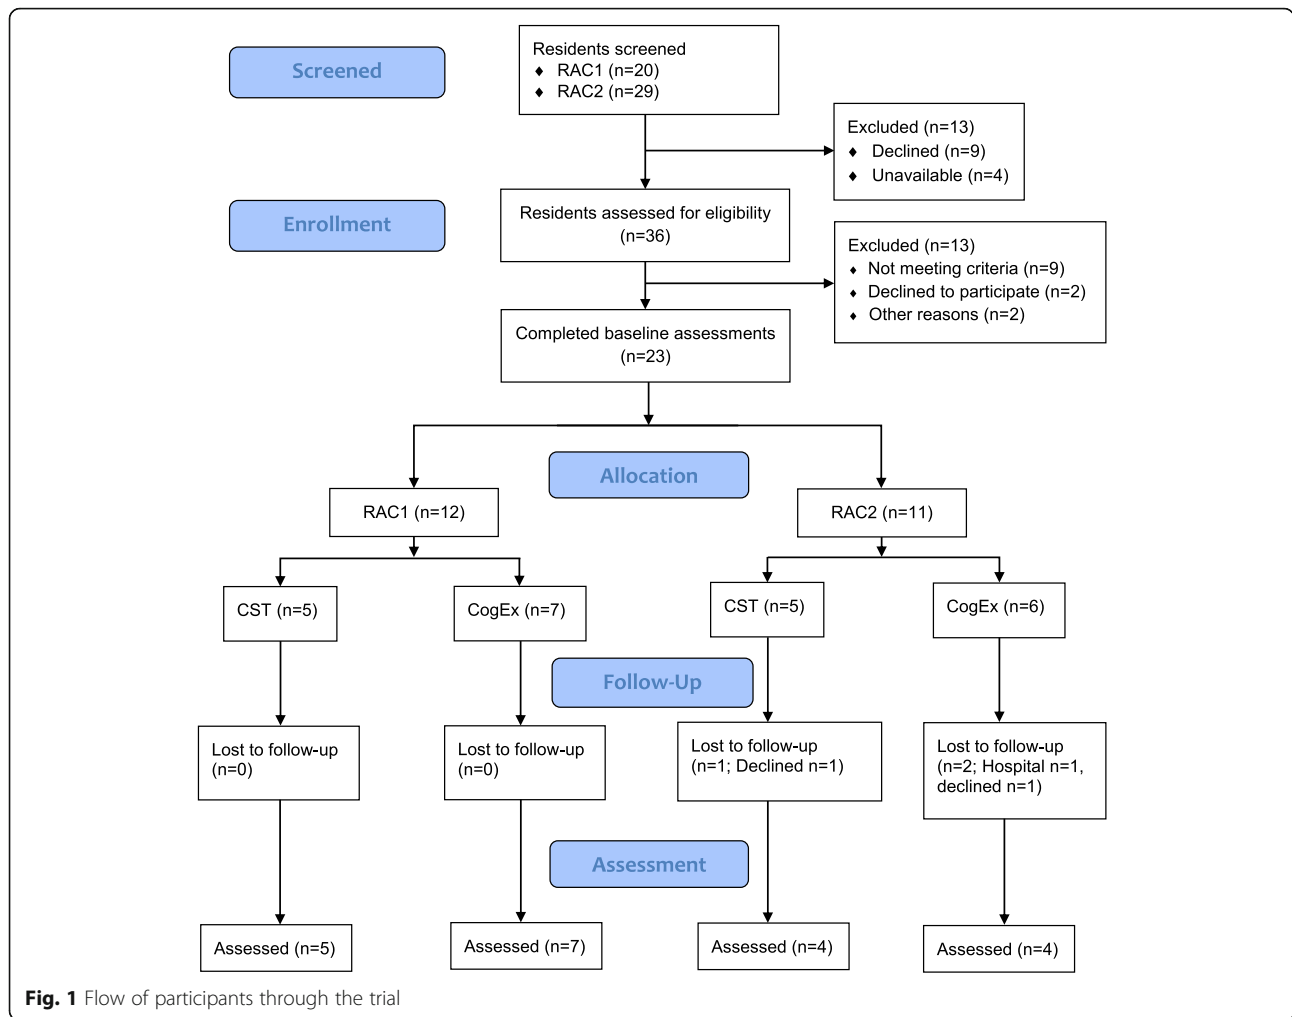 Screened
Residents screened
♦ RAC1 (n=20)
♦ RAC2 (n=29)
Excluded (n=13)
♦ Declined (n=9)
♦ Unavailable (n=4)
Enrollment
Residents assessed for eligibility
(n=36)
Excluded (n=13)
♦ Not meeting criteria (n=9)
♦ Declined to participate (n=2)
♦ Other reasons (n=2)
Completed baseline assessments
(n=23)
Allocation
RAC1 (n=12)
RAC2 (n=11)
CST (n=5)
CogEx (n=7)
CST (n=5)
CogEx (n=6)
Follow-Up
Lost to follow-up
(n=0)
Lost to follow-up
(n=0)
Lost to follow-up
(n=1; Declined n=1)
Lost to follow-up
(n=2; Hospital n=1,
declined n=1)
Assessment
Assessed (n=5)
Assessed (n=7)
Assessed (n=4)
Assessed (n=4)
Fig. 1 Flow of participants through the trial